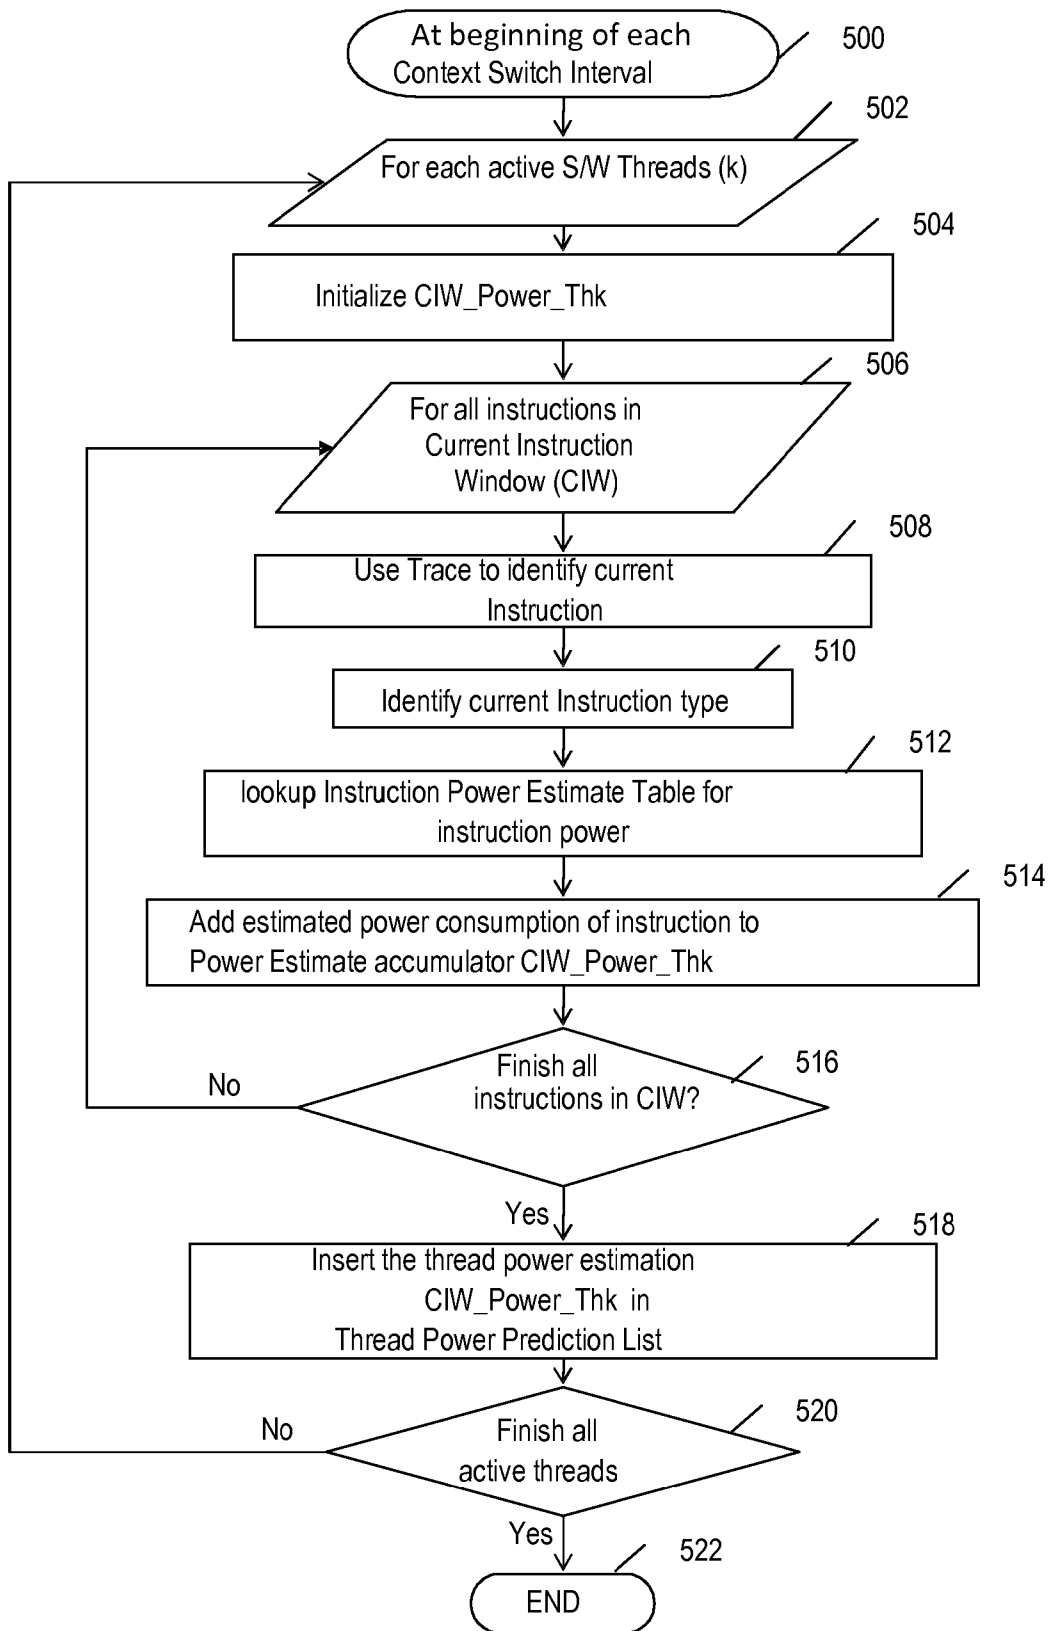 At beginning of each
Context Switch Interval
500
502
For each active S/W Threads (k)
504
Initialize CIW_Power_Thk
506
For all instructions in
Current Instruction
Window (CIW)
508
Use Trace to identify current
Instruction
510
Identify current Instruction type
512
lookup Instruction Power Estimate Table for
instruction power
514
Add estimated power consumption of instruction to
Power Estimate accumulator CIW_Power_Thk
516
Finish all
instructions in CIW?
No
Yes
518
Insert the thread power estimation
CIW_Power_Thk in
Thread Power Prediction List
520
No
Finish all
active threads
Yes
522
END